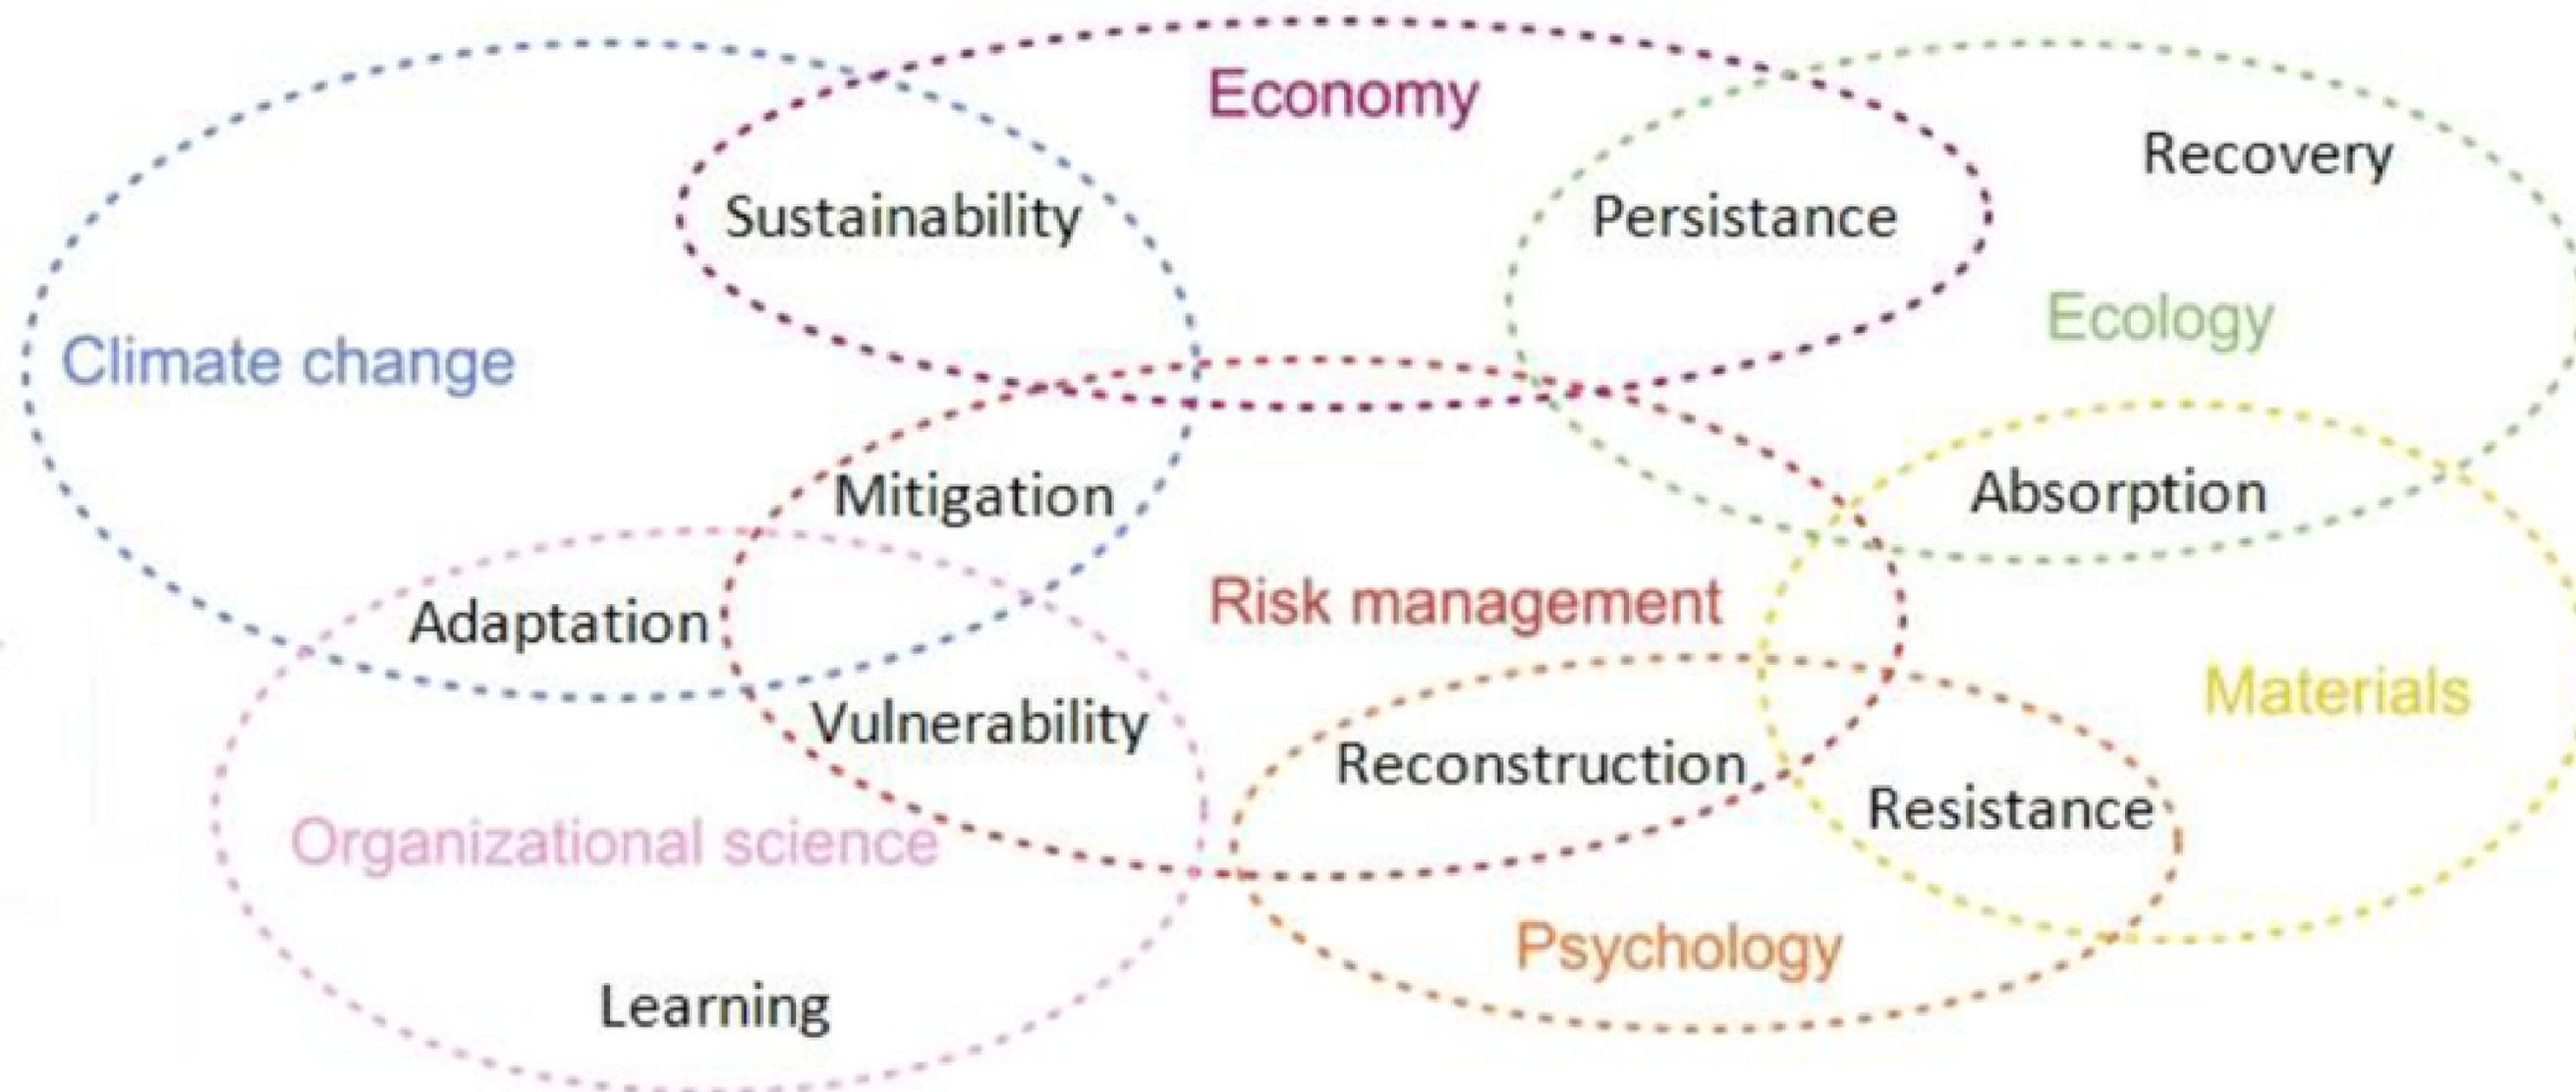 Economy
Recovery
Sustainability
Persistance
Ecology
Climate change
Mitigation
Absorption
Adaptation
Risk management
Materials
Vulnerability
Reconstruction
Resistance
Organizational science
Psychology
Learning